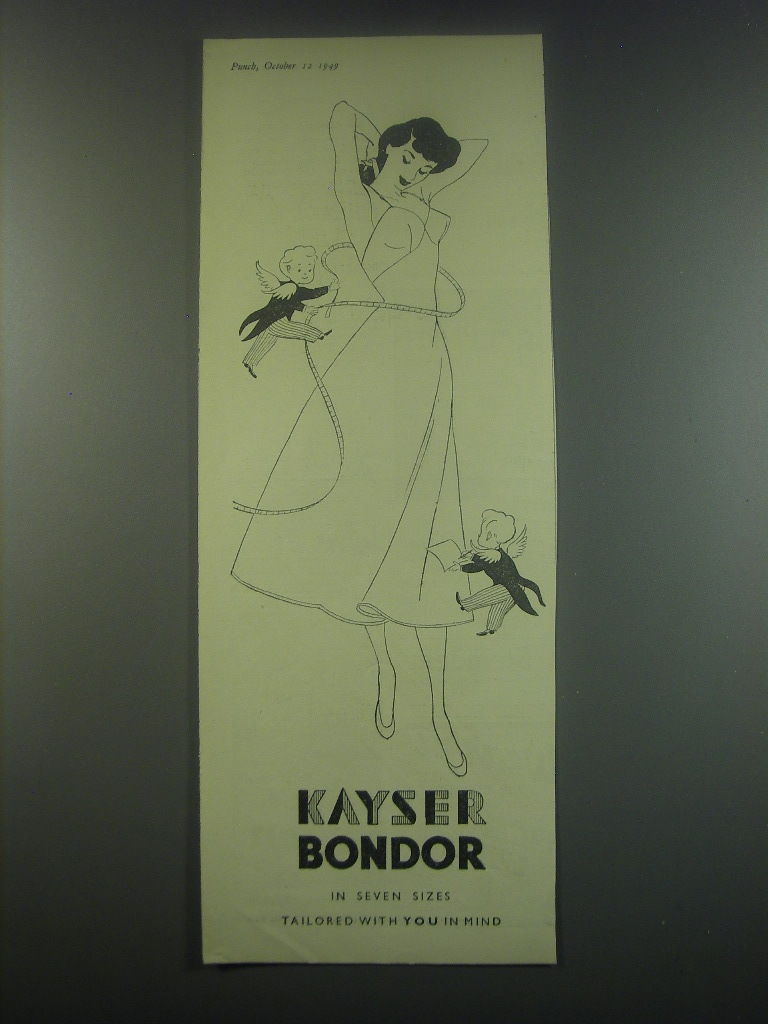 Punch, October 12 1949
KAYSER
BONDOR
IN SEVEN SIZES
TAILORED WITH YOU IN MIND